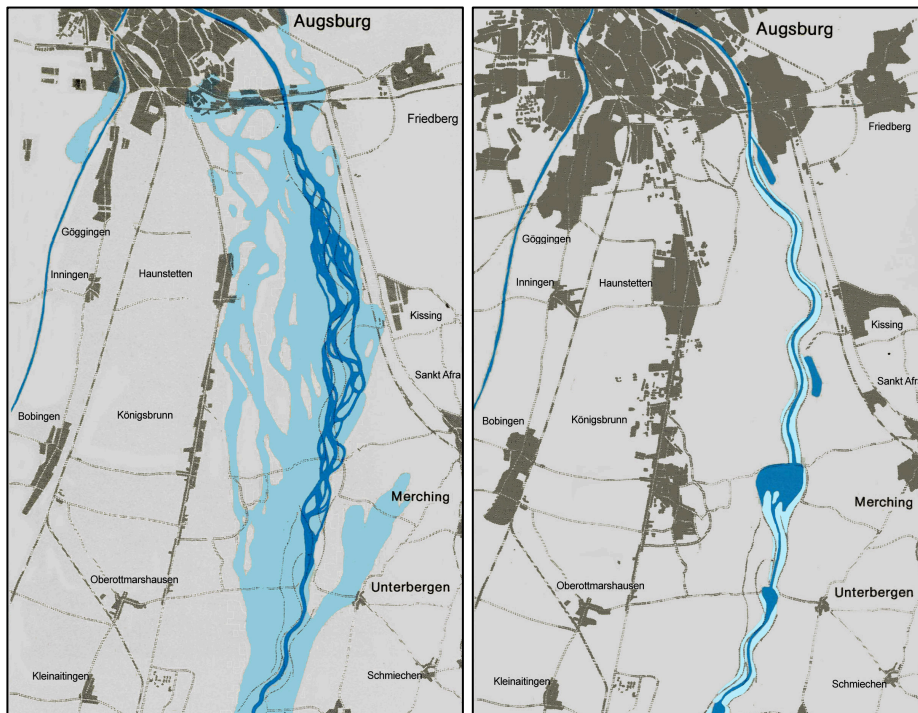 Augsburg
Friedberg
Göggingen
Inningen
Haunstetten
Kissing
Sankt Afra
Bobingen
Königsbrunn
Merching
Oberottmarshausen
Unterbergen
Kleinaitingen
Schmiechen
Augsburg
Friedberg
Göggingen
Inningen
Haunstetten
Kissing
Sankt Afra
Bobingen
Königsbrunn
Merching
Oberottmarshausen
Unterbergen
Kleinaitingen
Schmiechen